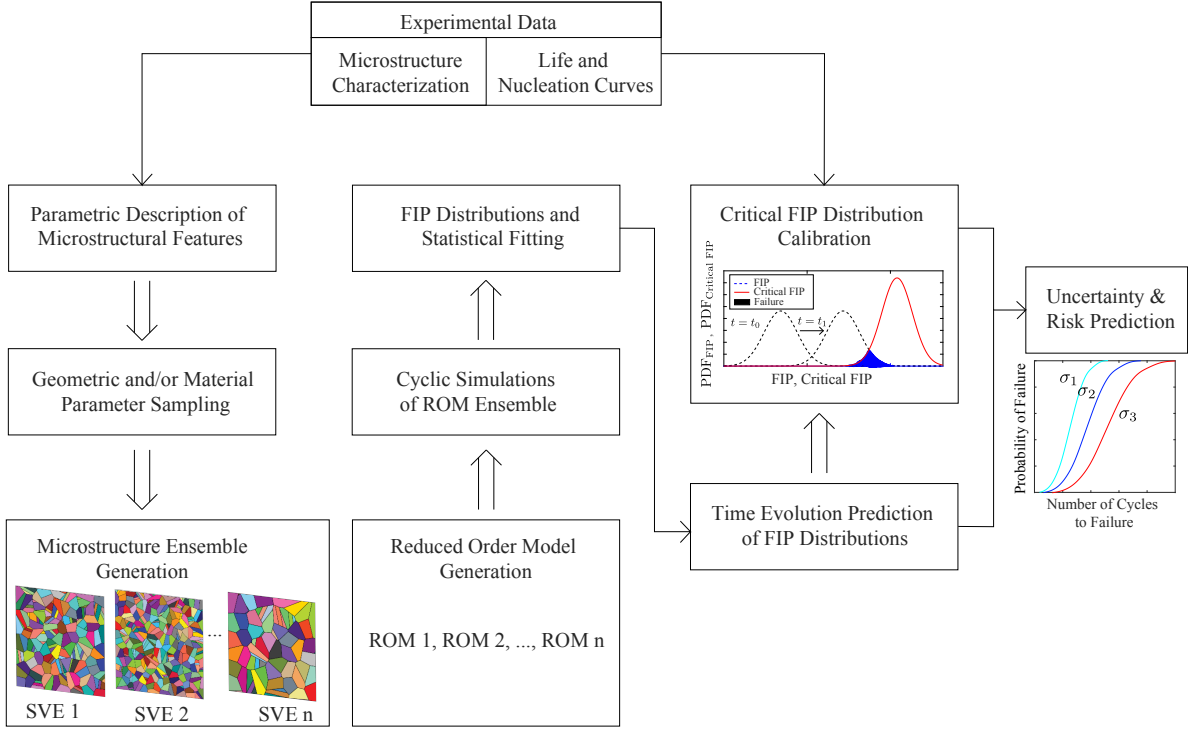 Experimental Data
Microstructure
Characterization
Life and
Nucleation Curves
Parametric Description of
Microstructural Features
Geometric and/or Material
Parameter Sampling
Microstructure Ensemble
Generation
...
SVE 1
SVE 2
SVE n
FIP Distributions and
Statistical Fitting
Cyclic Simulations
of ROM Ensemble
Reduced Order Model
Generation
ROM 1, ROM 2, ..., ROM n
Critical FIP Distribution
Calibration
PDF_FIP, PDF_Critical FIP
FIP
Critical FIP
Failure
t = t₀
t = t₁
FIP, Critical FIP
Time Evolution Prediction
of FIP Distributions
Uncertainty &
Risk Prediction
Probability of Failure
σ₁
σ₂
σ₃
Number of Cycles
to Failure